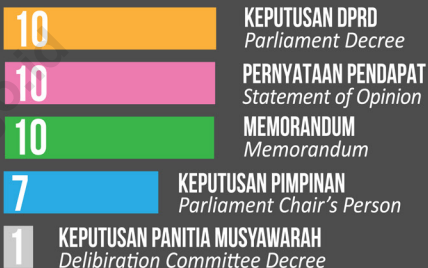 10
KEPUTUSAN DPRD
Parliament Decree
10
PERNYATAAN PENDAPAT
Statement of Opinion
10
MEMORANDUM
Memorandum
7
KEPUTUSAN PIMPINAN
Parliament Chair's Person
1
KEPUTUSAN PANITIA MUSYAWARAH
Delibiration Committee Decree